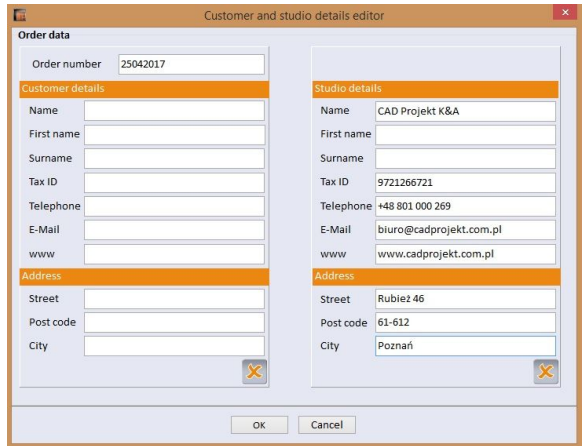 Customer and studio details editor
Order data
Order number 25042017
Customer details
Name
First name
Surname
Tax ID
Telephone
E-Mail
www
Address
Street
Post code
City
Studio details
Name CAD Projekt K&A
First name
Surname
Tax ID 9721266721
Telephone +48 801 000 269
E-Mail biuro@cadprojekt.com.pl
www www.cadprojekt.com.pl
Address
Street Rubież 46
Post code 61-612
City Poznań
OK Cancel